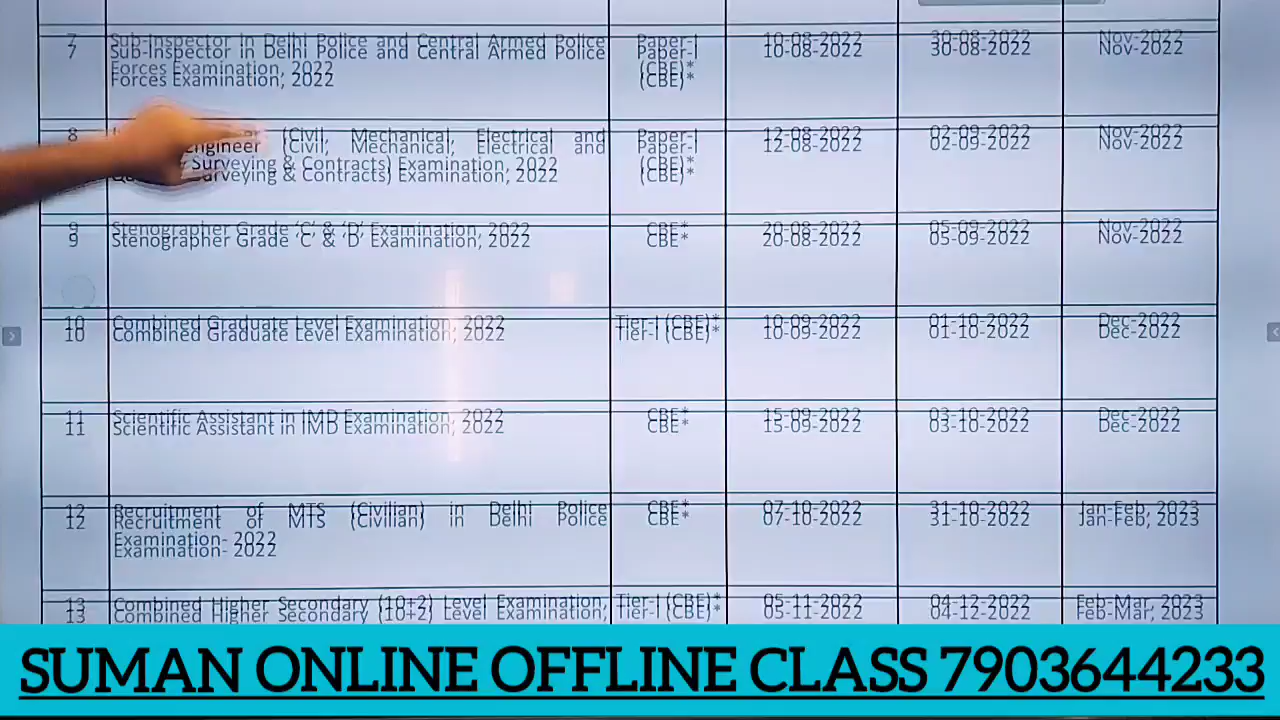 7 Sub-Inspector in Delhi Police and Central Armed Police Paper-I 10-08-2022 30-08-2022 Nov-2022
Forces Examination, 2022 (CBE)*
8 Engineer (Civil, Mechanical, Electrical and Paper-I 12-08-2022 02-09-2022 Nov-2022
Surveying & Contracts) Examination, 2022 (CBE)*
9 Stenographer Grade ‘C’ & ‘D’ Examination, 2022 CBE* 20-08-2022 05-09-2022 Nov-2022
10 Combined Graduate Level Examination, 2022 Tier-I (CBE)* 10-09-2022 01-10-2022 Dec-2022
11 Scientific Assistant in IMD Examination, 2022 CBE* 15-09-2022 03-10-2022 Dec-2022
12 Recruitment of MTS (Civilian) in Delhi Police CBE* 07-10-2022 31-10-2022 Jan-Feb, 2023
Examination- 2022
13 Combined Higher Secondary (10+2) Level Examination, Tier-I (CBE)* 05-11-2022 04-12-2022 Feb-Mar, 2023
SUMAN ONLINE OFFLINE CLASS 7903644233